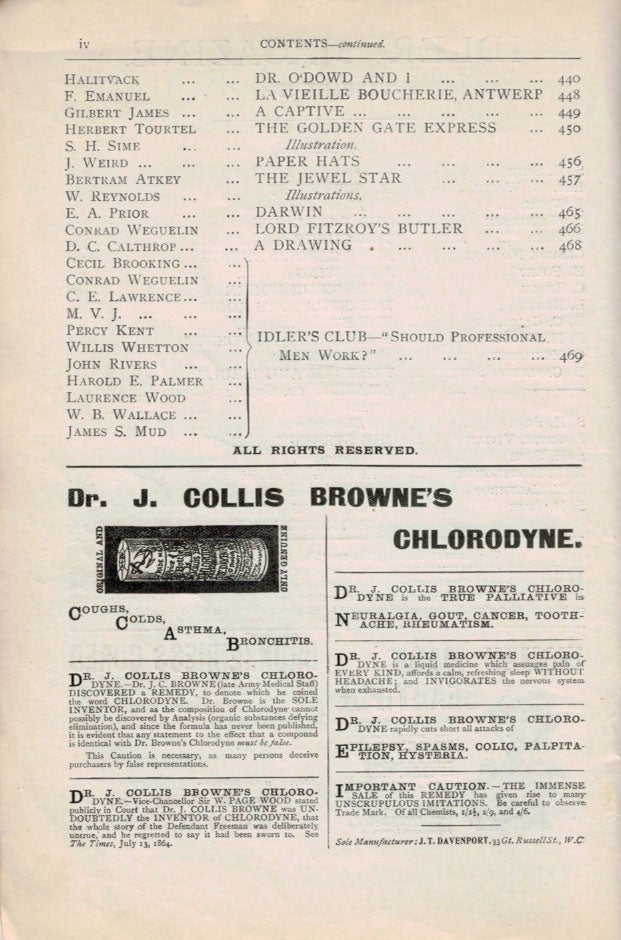 iv CONTENTS—continued.
HALITVACK ... ... DR. O'DOWD AND I ... ... ... 440
F. EMANUEL ... ... LA VIEILLE BOUCHERIE, ANTWERP 448
GILBERT JAMES ... ... A CAPTIVE ... ... ... ... ... 449
HERBERT TOURTEL ... THE GOLDEN GATE EXPRESS ... 450
S. H. SIME ... ... Illustration.
J. WEIRD ... ... ... PAPER HATS ... ... ... ... 456
BERTRAM ATKEY ... THE JEWEL STAR ... ... ... 457
W. REYNOLDS ... ... Illustrations.
E. A. PRIOR ... ... DARWIN ... ... ... ... ... 465
CONRAD WEGUELIN ... LORD FITZROY'S BUTLER ... ... 466
D. C. CALTHROP ... ... A DRAWING ... ... ... ... 468
CECIL BROOKING ... ...
CONRAD WEGUELIN ...
C. E. LAWRENCE... ...
M. V. J. ... ... ...
PERCY KENT ... ...
WILLIS WHETTON ...
JOHN RIVERS ... ...
HAROLD E. PALMER ...
LAURENCE WOOD ...
W. B. WALLACE ... ...
JAMES S. MUD ... ...
IDLER'S CLUB—"SHOULD PROFESSIONAL
MEN WORK?" ... ... ... ... 469
ALL RIGHTS RESERVED.
Dr. J. COLLIS BROWNE'S
CHLORODYNE.
ORIGINAL AND
ONLY GENUINE
COUGHS,
COLDS,
ASTHMA,
BRONCHITIS.
DR. J. COLLIS BROWNE'S CHLORO-
DYNE.—Dr. J. C. BROWNE (late Army Medical Staff)
DISCOVERED a REMEDY, to denote which he coined
the word CHLORODYNE. Dr. Browne is the SOLE
INVENTOR, and as the composition of Chlorodyne cannot
possibly be discovered by Analysis (organic substances defying
elimination), and since the formula has never been published,
it is evident that any statement to the effect that a compound
is identical with Dr. Browne's Chlorodyne must be false.
This Caution is necessary, as many persons deceive
purchasers by false representations.
DR. J. COLLIS BROWNE'S CHLORO-
DYNE.—Vice-Chancellor Sir W. PAGE WOOD stated
publicly in Court that Dr. J. COLLIS BROWNE was UN-
DOUBTEDLY the INVENTOR of CHLORODYNE, that
the whole story of the Defendant Freeman was deliberately
untrue, and he regretted to say it had been sworn to. See
The Times, July 13, 1864.
DR. J. COLLIS BROWNE'S CHLORO-
DYNE is the TRUE PALLIATIVE in
NEURALGIA, GOUT, CANCER, TOOTH-
ACHE, RHEUMATISM.
DR. J. COLLIS BROWNE'S CHLORO-
DYNE is a liquid medicine which assuages pain of
EVERY KIND, affords a calm, refreshing sleep WITHOUT
HEADACHE; and INVIGORATES the nervous system
when exhausted.
DR. J. COLLIS BROWNE'S CHLORO-
DYNE rapidly cuts short all attacks of
EPILEPSY, SPASMS, COLIC, PALPITA-
TION, HYSTERIA.
IMPORTANT CAUTION.—THE IMMENSE
SALE of this REMEDY has given rise to many
UNSCRUPULOUS IMITATIONS. Be careful to observe
Trade Mark. Of all Chemists, 1/1½, 2/9, and 4/6.
Sole Manufacturer: J. T. DAVENPORT, 33 Gt. Russell St., W.C